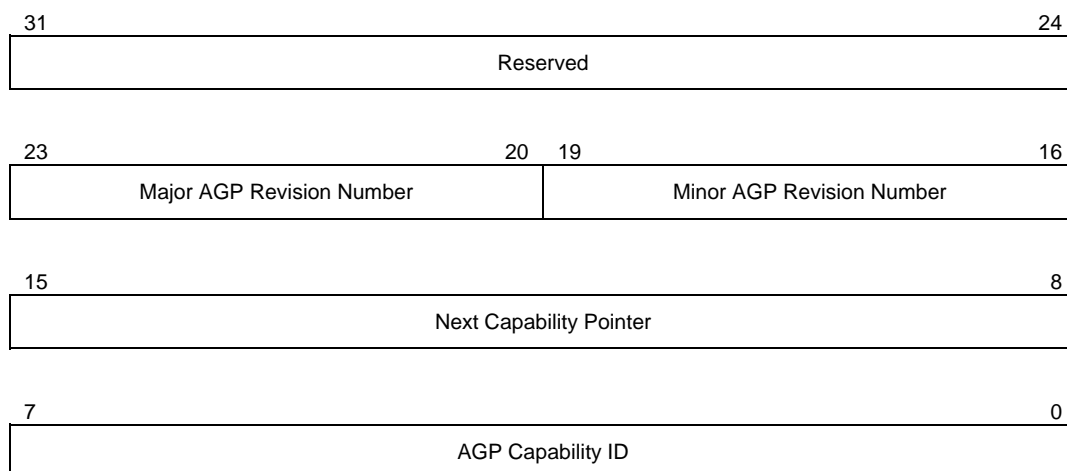 31 24
Reserved
23 20 19 16
Major AGP Revision Number Minor AGP Revision Number
15 8
Next Capability Pointer
7 0
AGP Capability ID